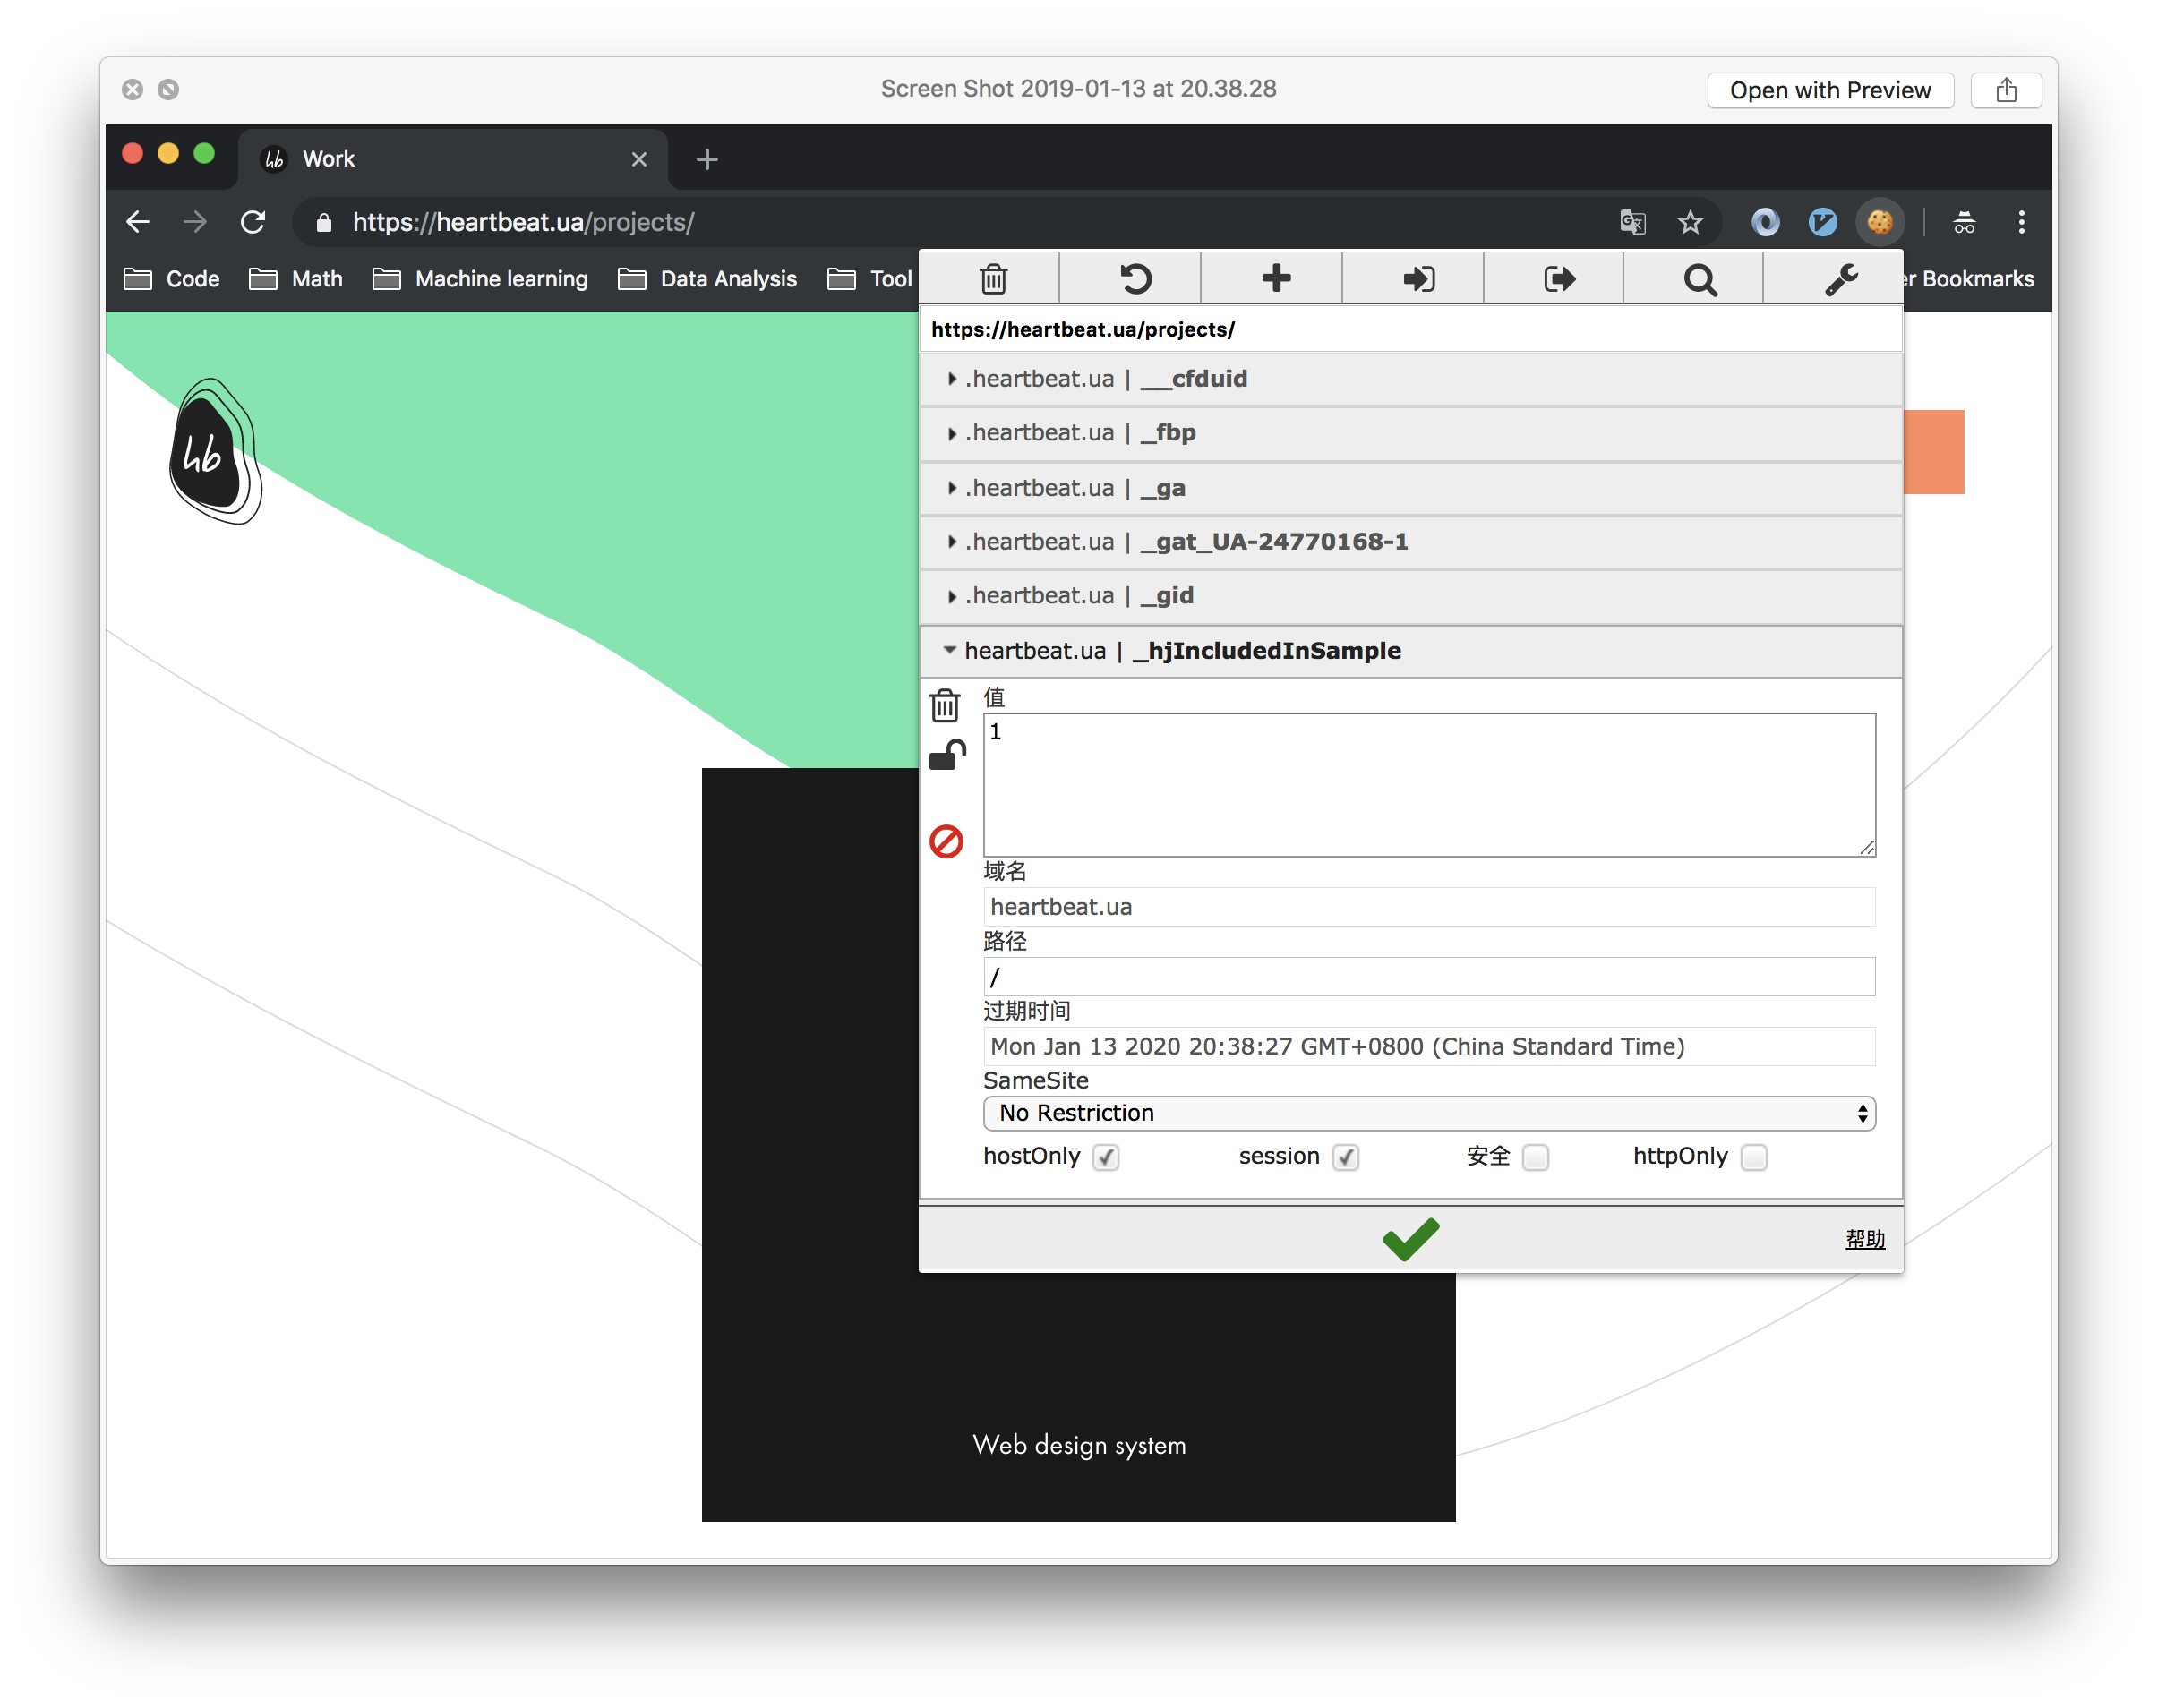 Screen Shot 2019-01-13 at 20.38.28
Open with Preview
hb
Work
https://heartbeat.ua/projects/
Code
Math
Machine learning
Data Analysis
Tool
Bookmarks
https://heartbeat.ua/projects/
.heartbeat.ua | __cfduid
.heartbeat.ua | _fbp
.heartbeat.ua | _ga
.heartbeat.ua | _gat_UA-24770168-1
.heartbeat.ua | _gid
heartbeat.ua | _hjIncludedInSample
hb
值
1
域名
heartbeat.ua
路径
/
过期时间
Mon Jan 13 2020 20:38:27 GMT+0800 (China Standard Time)
SameSite
No Restriction
hostOnly
session
安全
httpOnly
帮助
Web design system